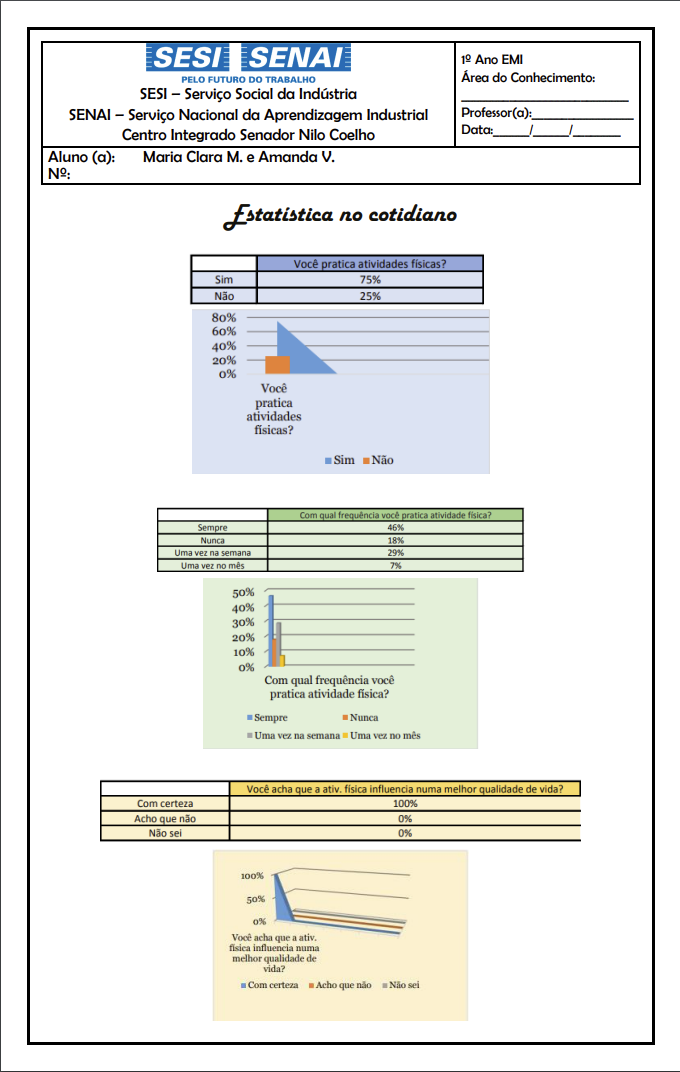 SESI SENAI
PELO FUTURO DO TRABALHO
SESI – Serviço Social da Indústria
SENAI – Serviço Nacional da Aprendizagem Industrial
Centro Integrado Senador Nilo Coelho
1º Ano EMI
Área do Conhecimento:
Professor(a):
Data: / /
Aluno (a): Maria Clara M. e Amanda V.
Nº:
Estatística no cotidiano
Você pratica atividades físicas?
Sim 75%
Não 25%
80%
60%
40%
20%
0%
Você
pratica
atividades
físicas?
Sim Não
Com qual frequência você pratica atividade física?
Sempre 46%
Nunca 18%
Uma vez na semana 29%
Uma vez no mês 7%
50%
40%
30%
20%
10%
0%
Com qual frequência você
pratica atividade física?
Sempre Nunca
Uma vez na semana Uma vez no mês
Você acha que a ativ. física influencia numa melhor qualidade de vida?
Com certeza 100%
Acho que não 0%
Não sei 0%
100%
50%
0%
Você acha que a ativ.
física influencia numa
melhor qualidade de
vida?
Com certeza Acho que não Não sei